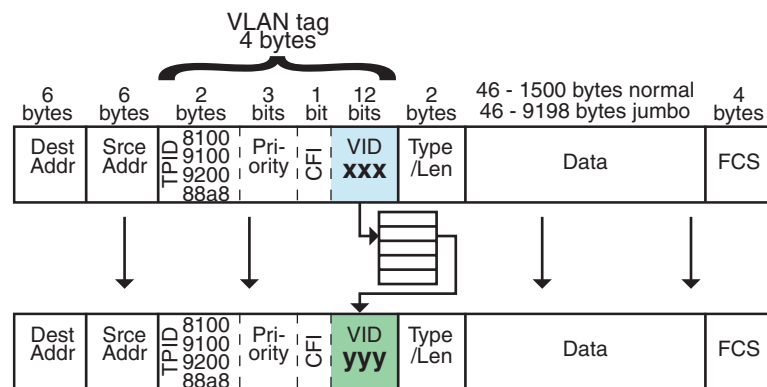 VLAN tag
4 bytes
6
bytes
6
bytes
2
bytes
3
bits
1
bit
12
bits
2
bytes
46 - 1500 bytes normal
46 - 9198 bytes jumbo
4
bytes
Dest
Addr
Srce
Addr
TPID
8100
9100
9200
88a8
Pri-
ority
CFI
VID
xxx
Type
/Len
Data
FCS
Dest
Addr
Srce
Addr
TPID
8100
9100
9200
88a8
Pri-
ority
CFI
VID
yyy
Type
/Len
Data
FCS